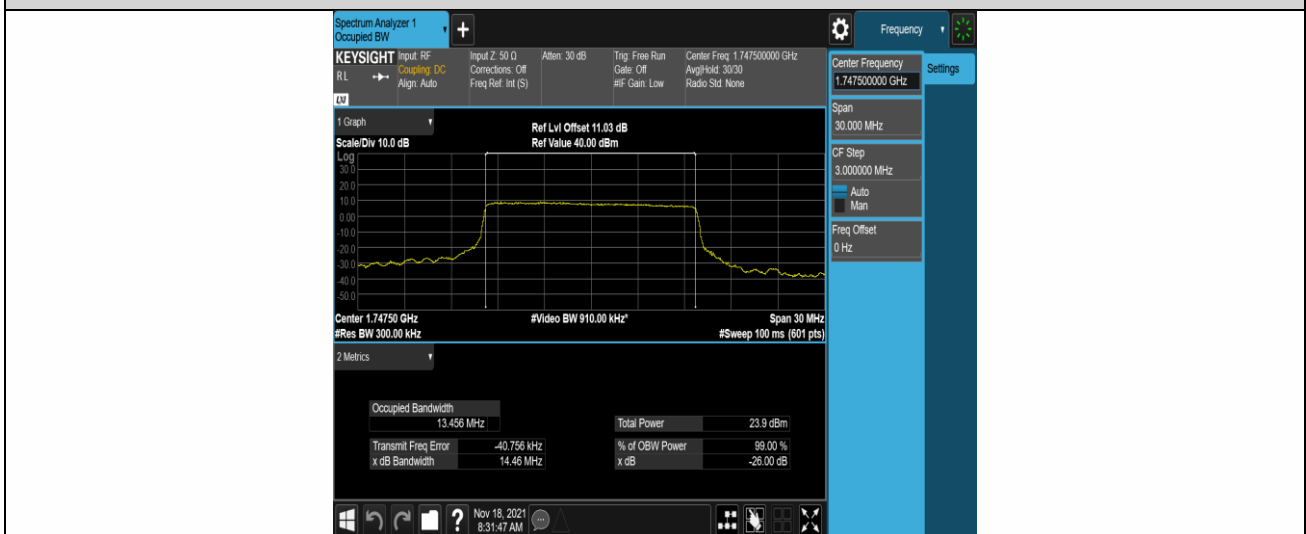 Spectrum Analyzer 1
Occupied BW
+
Frequency
KEYSIGHT Input: RF Input Z: 50 Ω Atten: 30 dB Trig: Free Run Center Freq: 1.747500000 GHz
RL Coupling: DC Corrections: Off Gate: Off Avg|Hold: 30/30
Align: Auto Freq Ref: Int (S) #IF Gain: Low Radio Std: None
LXI
Center Frequency
1.747500000 GHz
Settings
Span
30.000 MHz
CF Step
3.000000 MHz
Auto
Man
Freq Offset
0 Hz
1 Graph
Ref Lvl Offset 11.03 dB
Scale/Div 10.0 dB Ref Value 40.00 dBm
Log
30.0
20.0
10.0
0.00
-10.0
-20.0
-30.0
-40.0
-50.0
Center 1.74750 GHz #Video BW 910.00 kHz* Span 30 MHz
#Res BW 300.00 kHz #Sweep 100 ms (601 pts)
2 Metrics
Occupied Bandwidth
13.456 MHz Total Power 23.9 dBm
Transmit Freq Error -40.756 kHz % of OBW Power 99.00 %
x dB Bandwidth 14.46 MHz x dB -26.00 dB
? Nov 18, 2021
8:31:47 AM